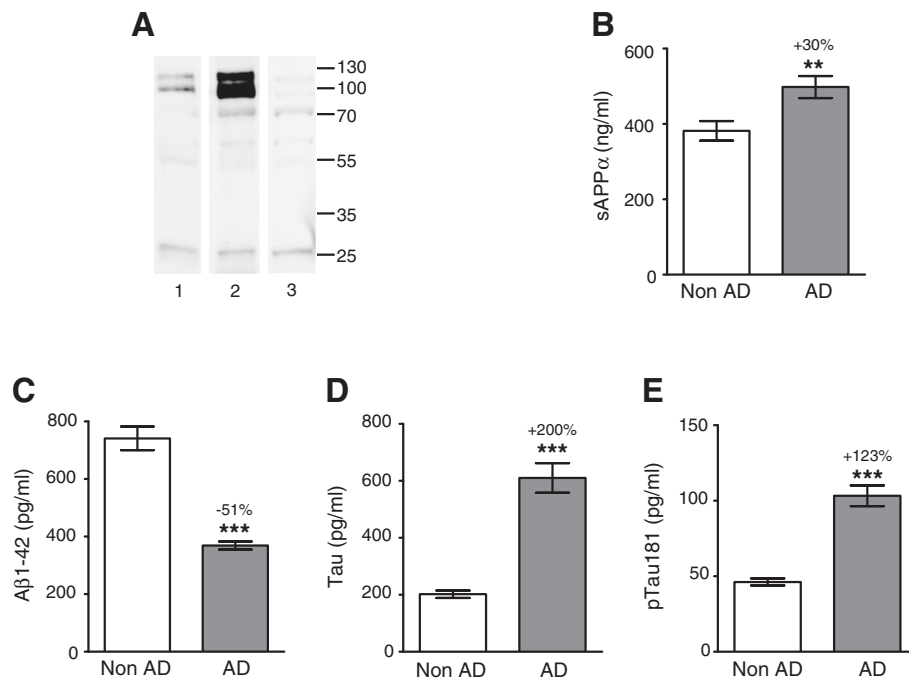 A
130
100
70
55
35
25
1 2 3
B
sAPPα (ng/ml)
600
400
200
0
+30%
**
Non AD AD
C
Aβ1-42 (pg/ml)
800
600
400
200
0
-51%
***
Non AD AD
D
Tau (pg/ml)
800
600
400
200
0
+200%
***
Non AD AD
E
pTau181 (pg/ml)
150
100
50
0
+123%
***
Non AD AD